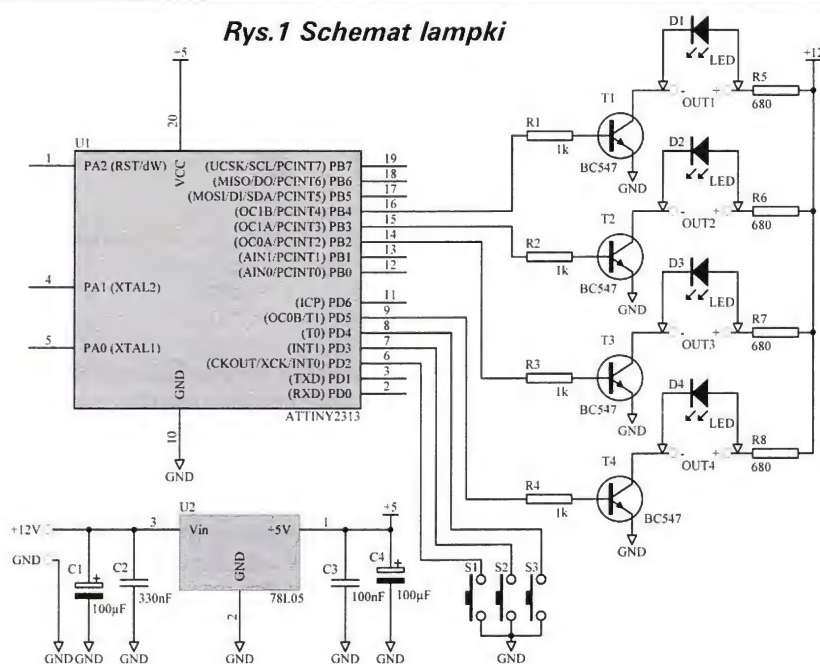 Rys.1 Schemat lampki
+5
20
U1
1
PA2 (RST/dW)
VCC
(UCSK/SCL/PCINT7) PB7
19
(MISO/DO/PCINT6) PB6
18
(MOSI/DI/SDA/PCINT5) PB5
17
(OC1B/PCINT4) PB4
16
(OC1A/PCINT3) PB3
15
(OC0A/PCINT2) PB2
14
(AIN1/PCINT1) PB1
13
(AIN0/PCINT0) PB0
12
4
PA1 (XTAL2)
(ICP) PD6
11
(OC0B/T1) PD5
9
(T0) PD4
8
5
PA0 (XTAL1)
(INT1) PD3
7
(CKOUT/XCK/INT0) PD2
6
(TXD) PD1
3
(RXD) PD0
2
GND
10
ATTINY2313
GND
R1
1k
T1
BC547
GND
D1
LED
- OUT1 +
R5
680
+12
R2
1k
T2
BC547
GND
D2
LED
- OUT2 +
R6
680
R3
1k
T3
BC547
GND
D3
LED
- OUT3 +
R7
680
R4
1k
T4
BC547
GND
D4
LED
- OUT4 +
R8
680
+12V
GND
C1
+
100µF
C2
330nF
U2
3
Vin
+5V
1
GND
2
78L05
+5
C3
100nF
C4
+
100µF
GND
GND
GND
GND
GND
GND
S1
S2
S3
GND